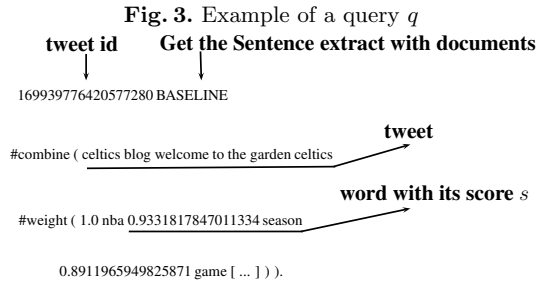 Fig. 3. Example of a query q
tweet id Get the Sentence extract with documents
169939776420577280 BASELINE
tweet
#combine ( celtics blog welcome to the garden celtics
word with its score s
#weight ( 1.0 nba 0.9331817847011334 season
0.8911965949825871 game [ ... ] ) ).